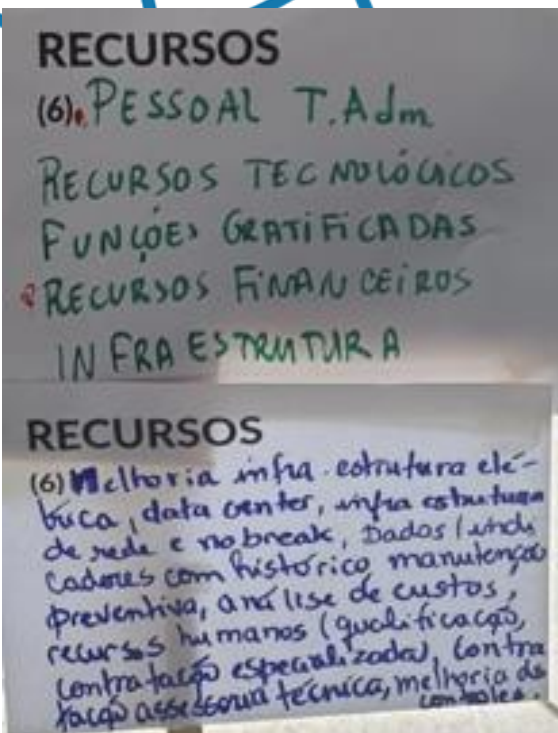 RECURSOS
(6). PESSOAL T.Adm
RECURSOS TECNOLÓGICOS
FUNÇÕES GRATIFICADAS
RECURSOS FINANCEIROS
INFRAESTRUTURA
RECURSOS
(6) Melhoria infra-estrutura elé-
trica, data center, infra estrutura
de rede e nobreak, Dados/indi
cadores com histórico, manutenção
preventiva, análise de custos,
recursos humanos (qualificação,
contratação especializada), Contra
tação assessoria técnica, melhoria de
controles.